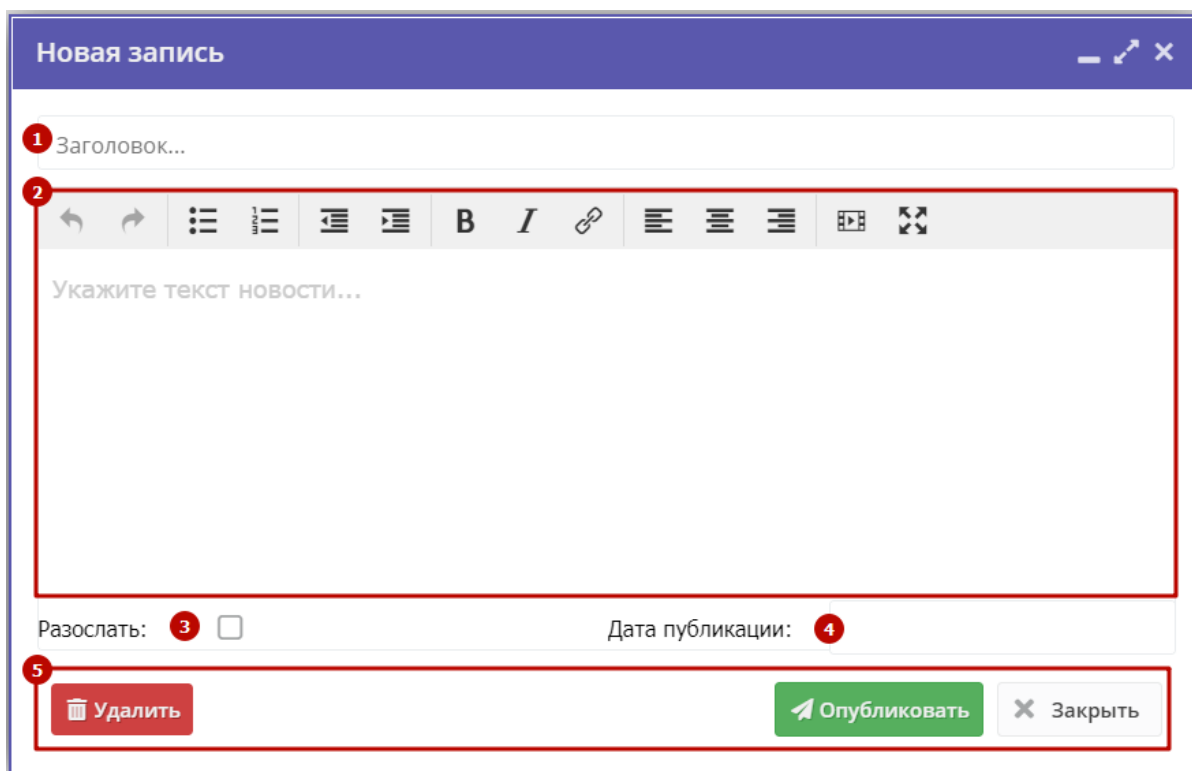 Новая запись
1 Заголовок...
2
B I
Укажите текст новости...
Разослать: 3 Дата публикации: 4
5
Удалить Опубликовать Закрыть